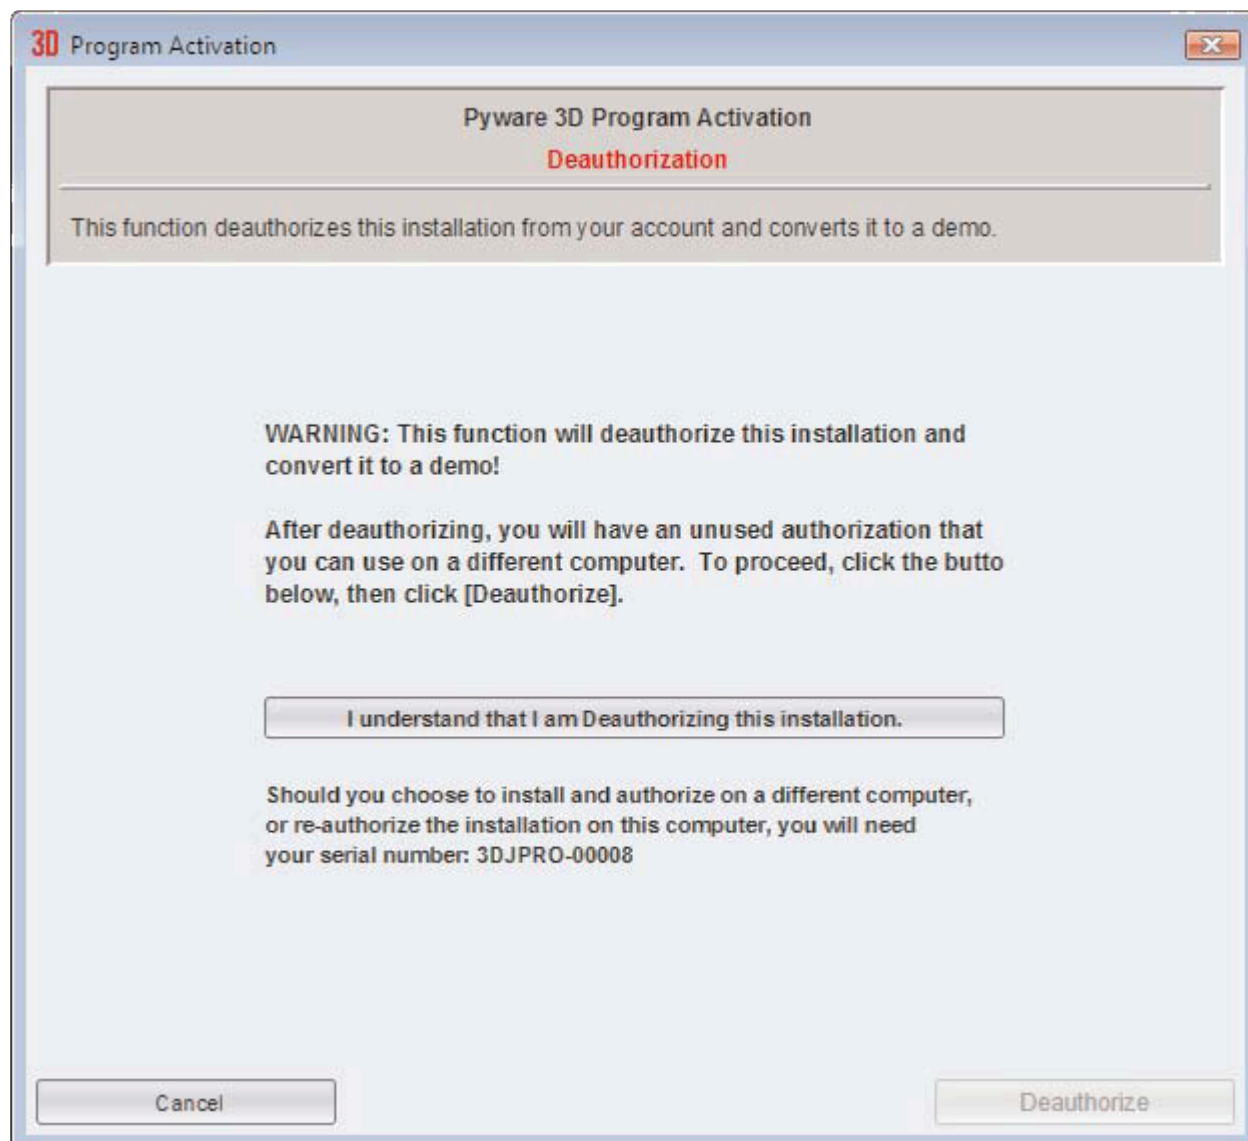 3D Program Activation
Pyware 3D Program Activation
Deauthorization
This function deauthorizes this installation from your account and converts it to a demo.
WARNING: This function will deauthorize this installation and
convert it to a demo!
After deauthorizing, you will have an unused authorization that
you can use on a different computer.  To proceed, click the butto
below, then click [Deauthorize].
I understand that I am Deauthorizing this installation.
Should you choose to install and authorize on a different computer,
or re-authorize the installation on this computer, you will need
your serial number: 3DJPRO-00008
Cancel
Deauthorize